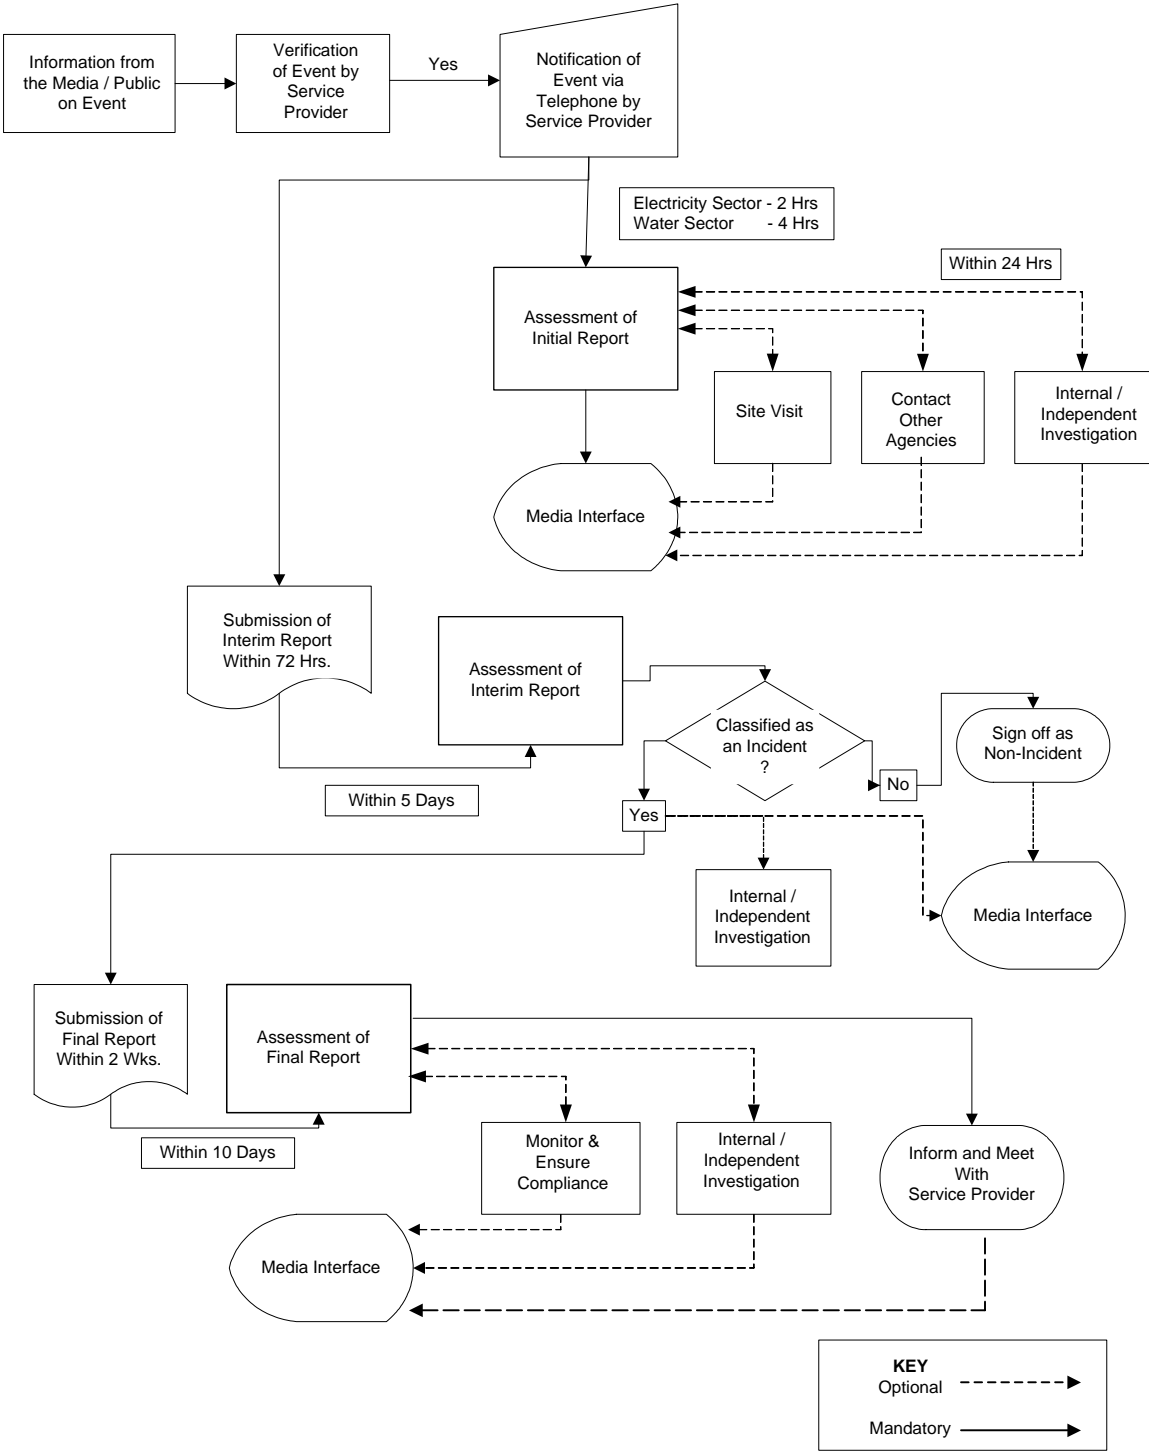 Information from
the Media / Public
on Event
Verification
of Event by
Service
Provider
Yes
Notification of
Event via
Telephone by
Service Provider
Electricity Sector - 2 Hrs
Water Sector - 4 Hrs
Within 24 Hrs
Assessment of
Initial Report
Site Visit
Contact
Other
Agencies
Internal /
Independent
Investigation
Media Interface
Submission of
Interim Report
Within 72 Hrs.
Assessment of
Interim Report
Classified as
an Incident
?
Sign off as
Non-Incident
No
Within 5 Days
Yes
Internal /
Independent
Investigation
Media Interface
Submission of
Final Report
Within 2 Wks.
Assessment of
Final Report
Within 10 Days
Monitor &
Ensure
Compliance
Internal /
Independent
Investigation
Inform and Meet
With
Service Provider
Media Interface
KEY
Optional
Mandatory